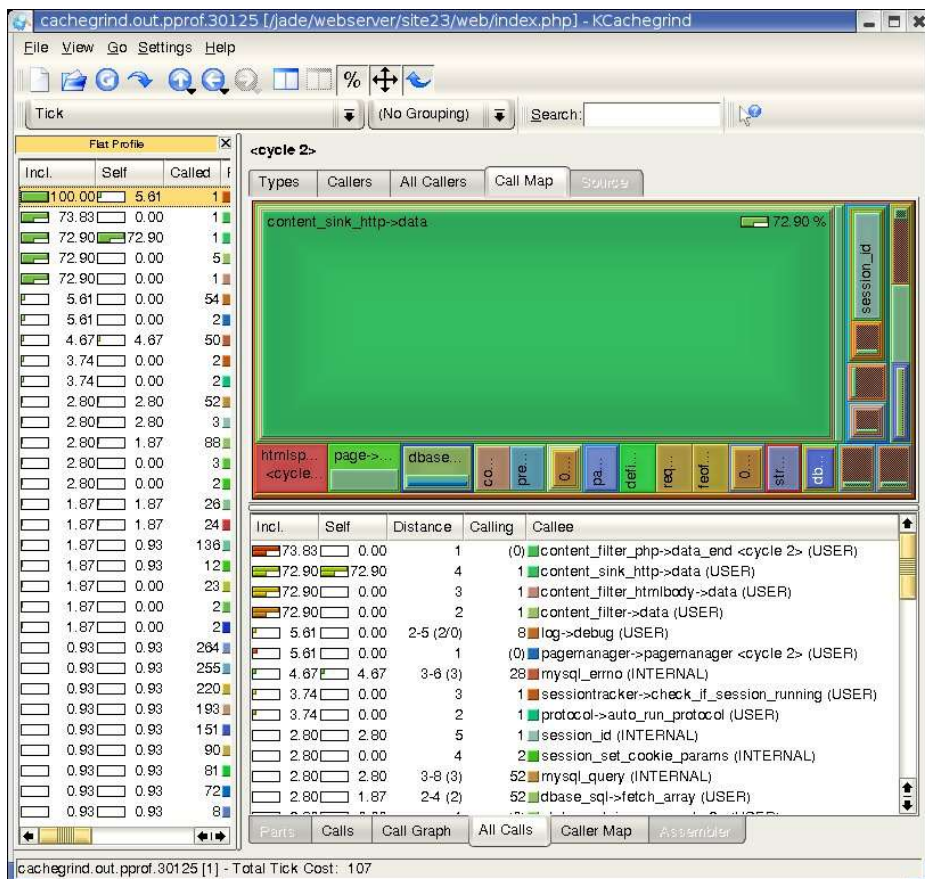 cachegrind.out.pprof.30125 [/jade/webserver/site23/web/index.php] - KCachegrind
File View Go Settings Help
%
Tick (No Grouping) Search:
Flat Profile
Incl. Self Called
100.00 5.61 1
73.83 0.00 1
72.90 72.90 1
72.90 0.00 5
72.90 0.00 1
5.61 0.00 54
5.61 0.00 2
4.67 4.67 50
3.74 0.00 2
3.74 0.00 2
2.80 2.80 52
2.80 2.80 3
2.80 1.87 88
2.80 0.00 3
2.80 0.00 2
1.87 1.87 26
1.87 1.87 24
1.87 0.93 136
1.87 0.93 12
1.87 0.00 23
1.87 0.00 2
1.87 0.00 2
0.93 0.93 264
0.93 0.93 255
0.93 0.93 220
0.93 0.93 193
0.93 0.93 151
0.93 0.93 90
0.93 0.93 81
0.93 0.93 72
0.93 0.93 8
<cycle 2>
Types Callers All Callers Call Map Source
content_sink_http->data 72.90 %
session_id
htmlsp...
<cycle...
page->...
dbase...
co...
pre...
o...
pa...
defi...
req...
feof...
o...
str...
db...
Incl. Self Distance Calling Callee
73.83 0.00 1 (0) content_filter_php->data_end <cycle 2> (USER)
72.90 72.90 4 1 content_sink_http->data (USER)
72.90 0.00 3 1 content_filter_htmlbody->data (USER)
72.90 0.00 2 1 content_filter->data (USER)
5.61 0.00 2-5 (2/0) 8 log->debug (USER)
5.61 0.00 1 (0) pagemanager->pagemanager <cycle 2> (USER)
4.67 4.67 3-6 (3) 28 mysql_errno (INTERNAL)
3.74 0.00 3 1 sessiontracker->check_if_session_running (USER)
3.74 0.00 2 1 protocol->auto_run_protocol (USER)
2.80 2.80 5 1 session_id (INTERNAL)
2.80 0.00 4 2 session_set_cookie_params (INTERNAL)
2.80 2.80 3-8 (3) 52 mysql_query (INTERNAL)
2.80 1.87 2-4 (2) 52 dbase_sql->fetch_array (USER)
Parts Calls Call Graph All Calls Caller Map Assembler
cachegrind.out.pprof.30125 [1] - Total Tick Cost: 107